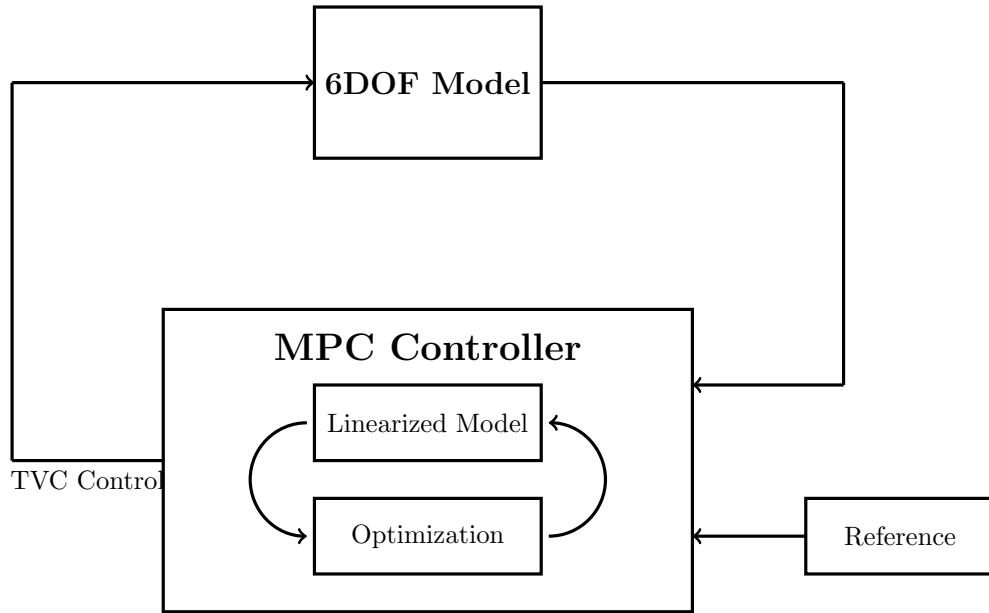 6DOF Model
MPC Controller
Linearized Model
TVC Control
Optimization
Reference